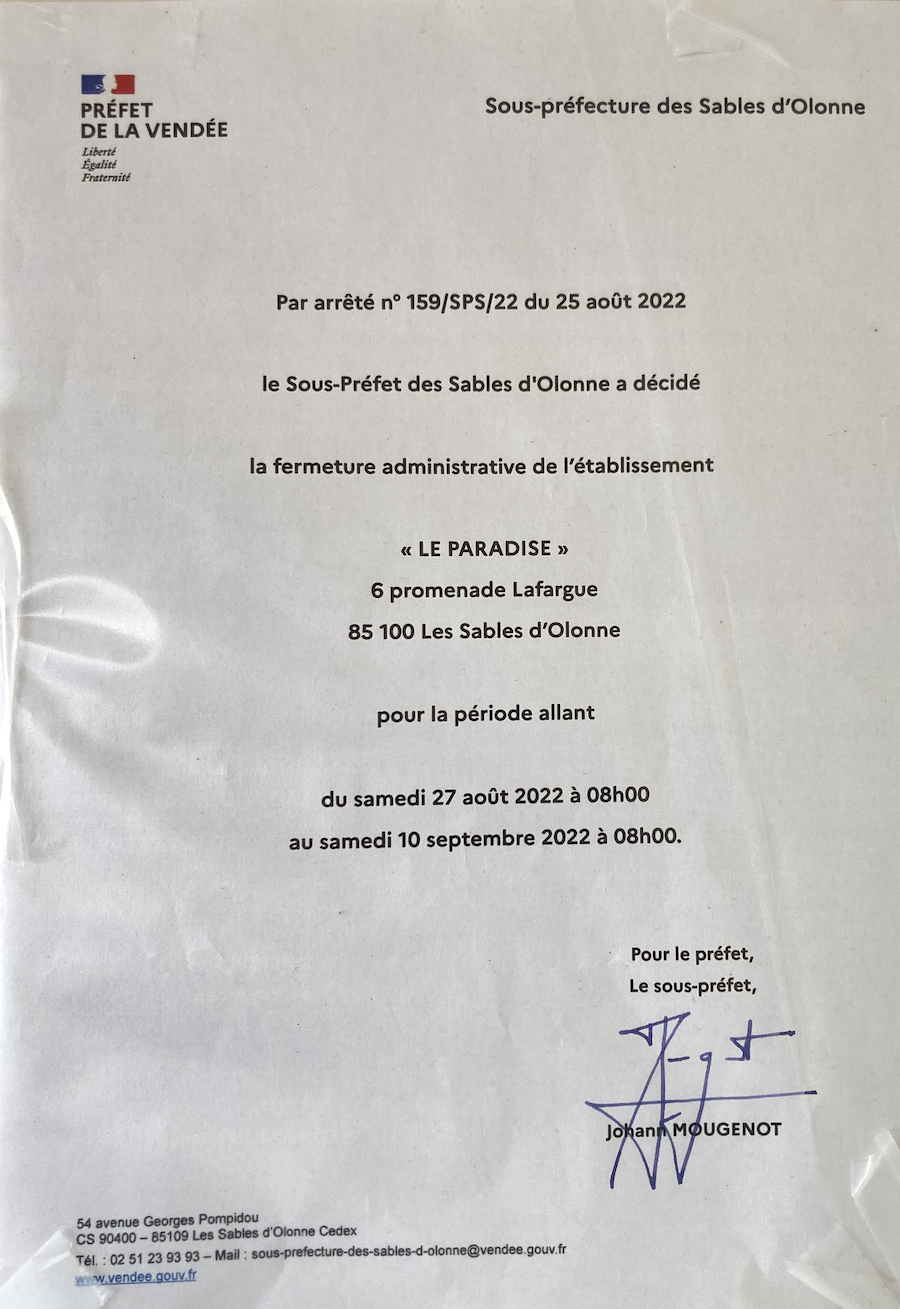 PRÉFET
DE LA VENDÉE
Liberté
Égalité
Fraternité
Sous-préfecture des Sables d’Olonne
Par arrêté n° 159/SPS/22 du 25 août 2022
le Sous-Préfet des Sables d'Olonne a décidé
la fermeture administrative de l’établissement
« LE PARADISE »
6 promenade Lafargue
85 100 Les Sables d’Olonne
pour la période allant
du samedi 27 août 2022 à 08h00
au samedi 10 septembre 2022 à 08h00.
Pour le préfet,
Le sous-préfet,
Johann MOUGENOT
54 avenue Georges Pompidou
CS 90400 – 85109 Les Sables d’Olonne Cedex
Tél. : 02 51 23 93 93 – Mail : sous-prefecture-des-sables-d-olonne@vendee.gouv.fr
www.vendee.gouv.fr